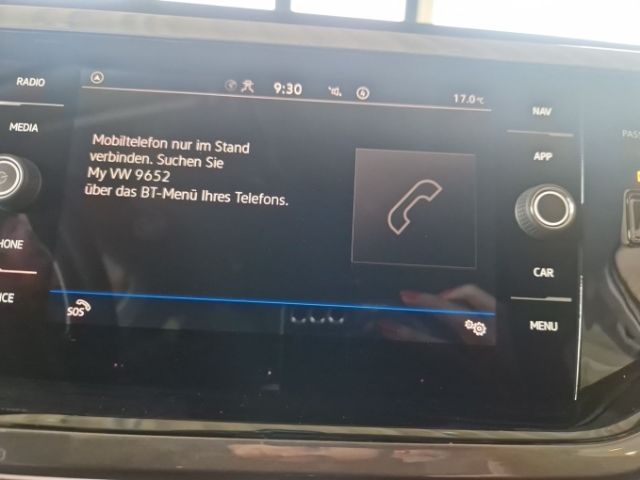 RADIO
MEDIA
9:30
17.0°C
Mobiltelefon nur im Stand
verbinden. Suchen Sie
My VW 9652
über das BT-Menü Ihres Telefons.
SOS
NAV
APP
CAR
MENU